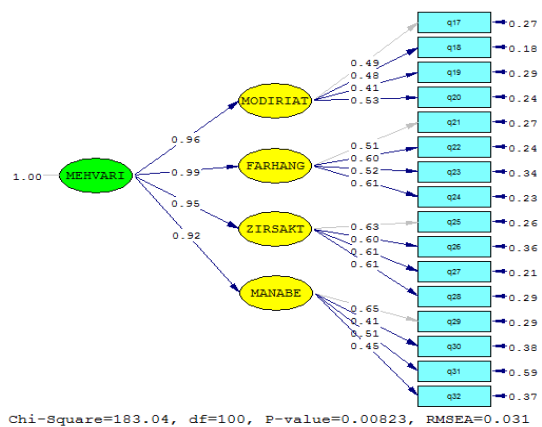 q17
0.27
q18
0.18
0.49
0.48
q19
0.29
0.41
MODIRIAT
0.53
q20
0.24
q21
0.27
0.96
0.51
q22
0.24
0.60
FARHANG
0.52
q23
0.34
0.99
0.61
q24
0.23
1.00
MEHVARI
0.95
q25
0.26
0.63
ZIRSAKT
0.60
q26
0.36
0.92
0.61
0.61
q27
0.21
MANABE
q28
0.29
0.65
q29
0.29
0.41
q30
0.38
0.51
0.45
q31
0.59
q32
0.37
Chi-Square=183.04, df=100, P-value=0.00823, RMSEA=0.031